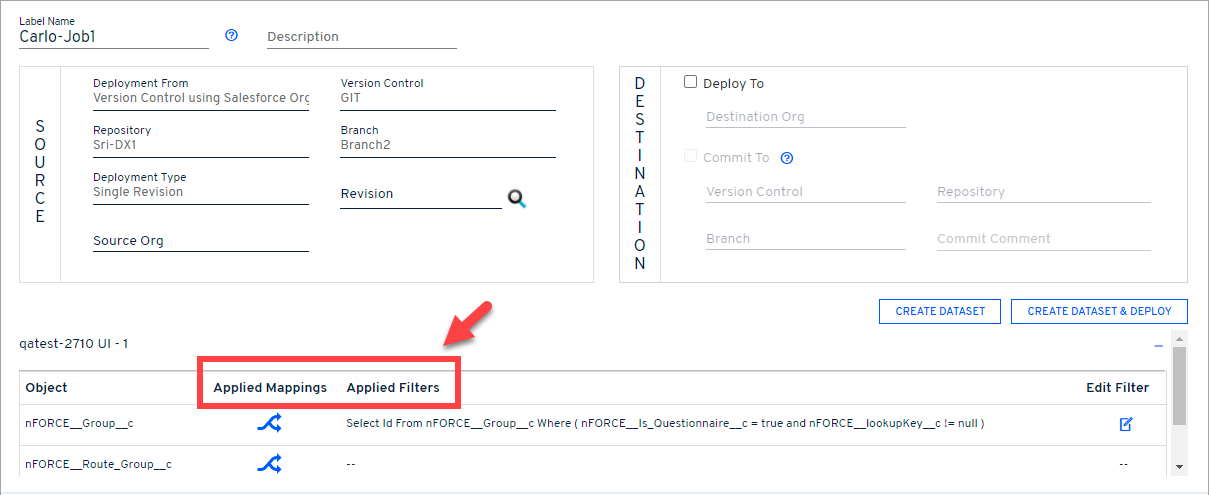 Label Name
Carlo-Job1
Description
SOURCE
Deployment From
Version Control using Salesforce Org
Version Control
GIT
Repository
Sri-DX1
Branch
Branch2
Deployment Type
Single Revision
Revision
Source Org
DESTINATION
Deploy To
Destination Org
Commit To
Version Control
Repository
Branch
Commit Comment
CREATE DATASET
CREATE DATASET & DEPLOY
qatest-2710 UI - 1
Object Applied Mappings Applied Filters Edit Filter
nFORCE__Group__c Select Id From nFORCE__Group__c Where ( nFORCE__Is_Questionnaire__c = true and nFORCE__lookupKey__c != null )
nFORCE__Route_Group__c -- --